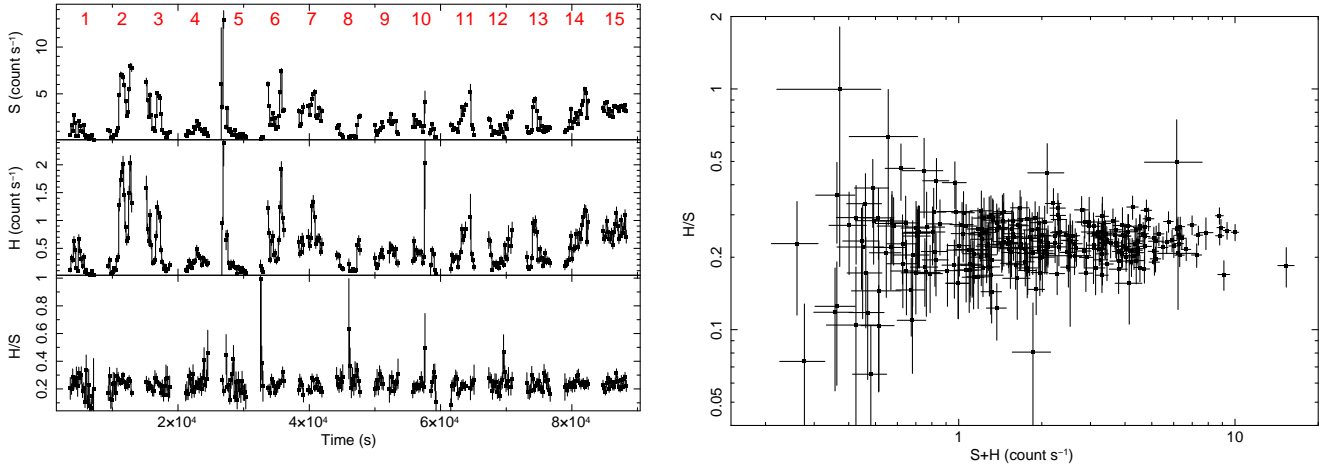 1 2 3 4 5 6 7 8 9 10 11 12 13 14 15
S (count s⁻¹)
5 10
H (count s⁻¹)
0.5 1 1.5 2
H/S
0.2 0.4 0.6 0.8 1
2×10⁴ 4×10⁴ 6×10⁴ 8×10⁴
Time (s)
H/S
0.05 0.1 0.2 0.5 1 2
1 10
S+H (count s⁻¹)